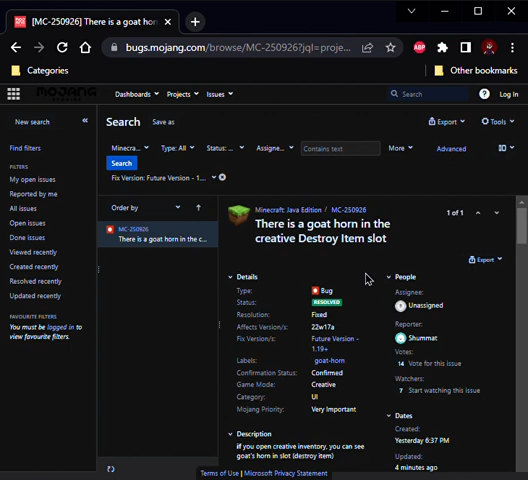 [MC-250926] There is a goat horn
bugs.mojang.com/browse/MC-250926?jql=proje...
ABP
Categories
Other bookmarks
MOJANG
STUDIOS
Dashboards Projects Issues
Search
Log In
New search
Search Save as
Export Tools
Find filters
Minecra... Type: All Status: ... Assigne... Contains text More Advanced
Search
Fix Version: Future Version - 1....
FILTERS
My open issues
Reported by me
All issues
Open issues
Done issues
Viewed recently
Created recently
Resolved recently
Updated recently
FAVOURITE FILTERS
You must be logged in to
view favourite filters.
Order by
MC-250926
There is a goat horn in the c...
Minecraft: Java Edition / MC-250926
1 of 1
There is a goat horn in the
creative Destroy Item slot
Export
Details
Type: Bug
Status: RESOLVED
Resolution: Fixed
Affects Version/s: 22w17a
Fix Version/s: Future Version -
1.19+
Labels: goat-horn
Confirmation Status: Confirmed
Game Mode: Creative
Category: UI
Mojang Priority: Very Important
Description
if you open creative inventory, you can see
goat's horn in slot (destroy item)
People
Assignee:
Unassigned
Reporter:
Shummat
Votes:
14 Vote for this issue
Watchers:
7 Start watching this issue
Dates
Created:
Yesterday 6:37 PM
Updated:
4 minutes ago
Terms of Use | Microsoft Privacy Statement